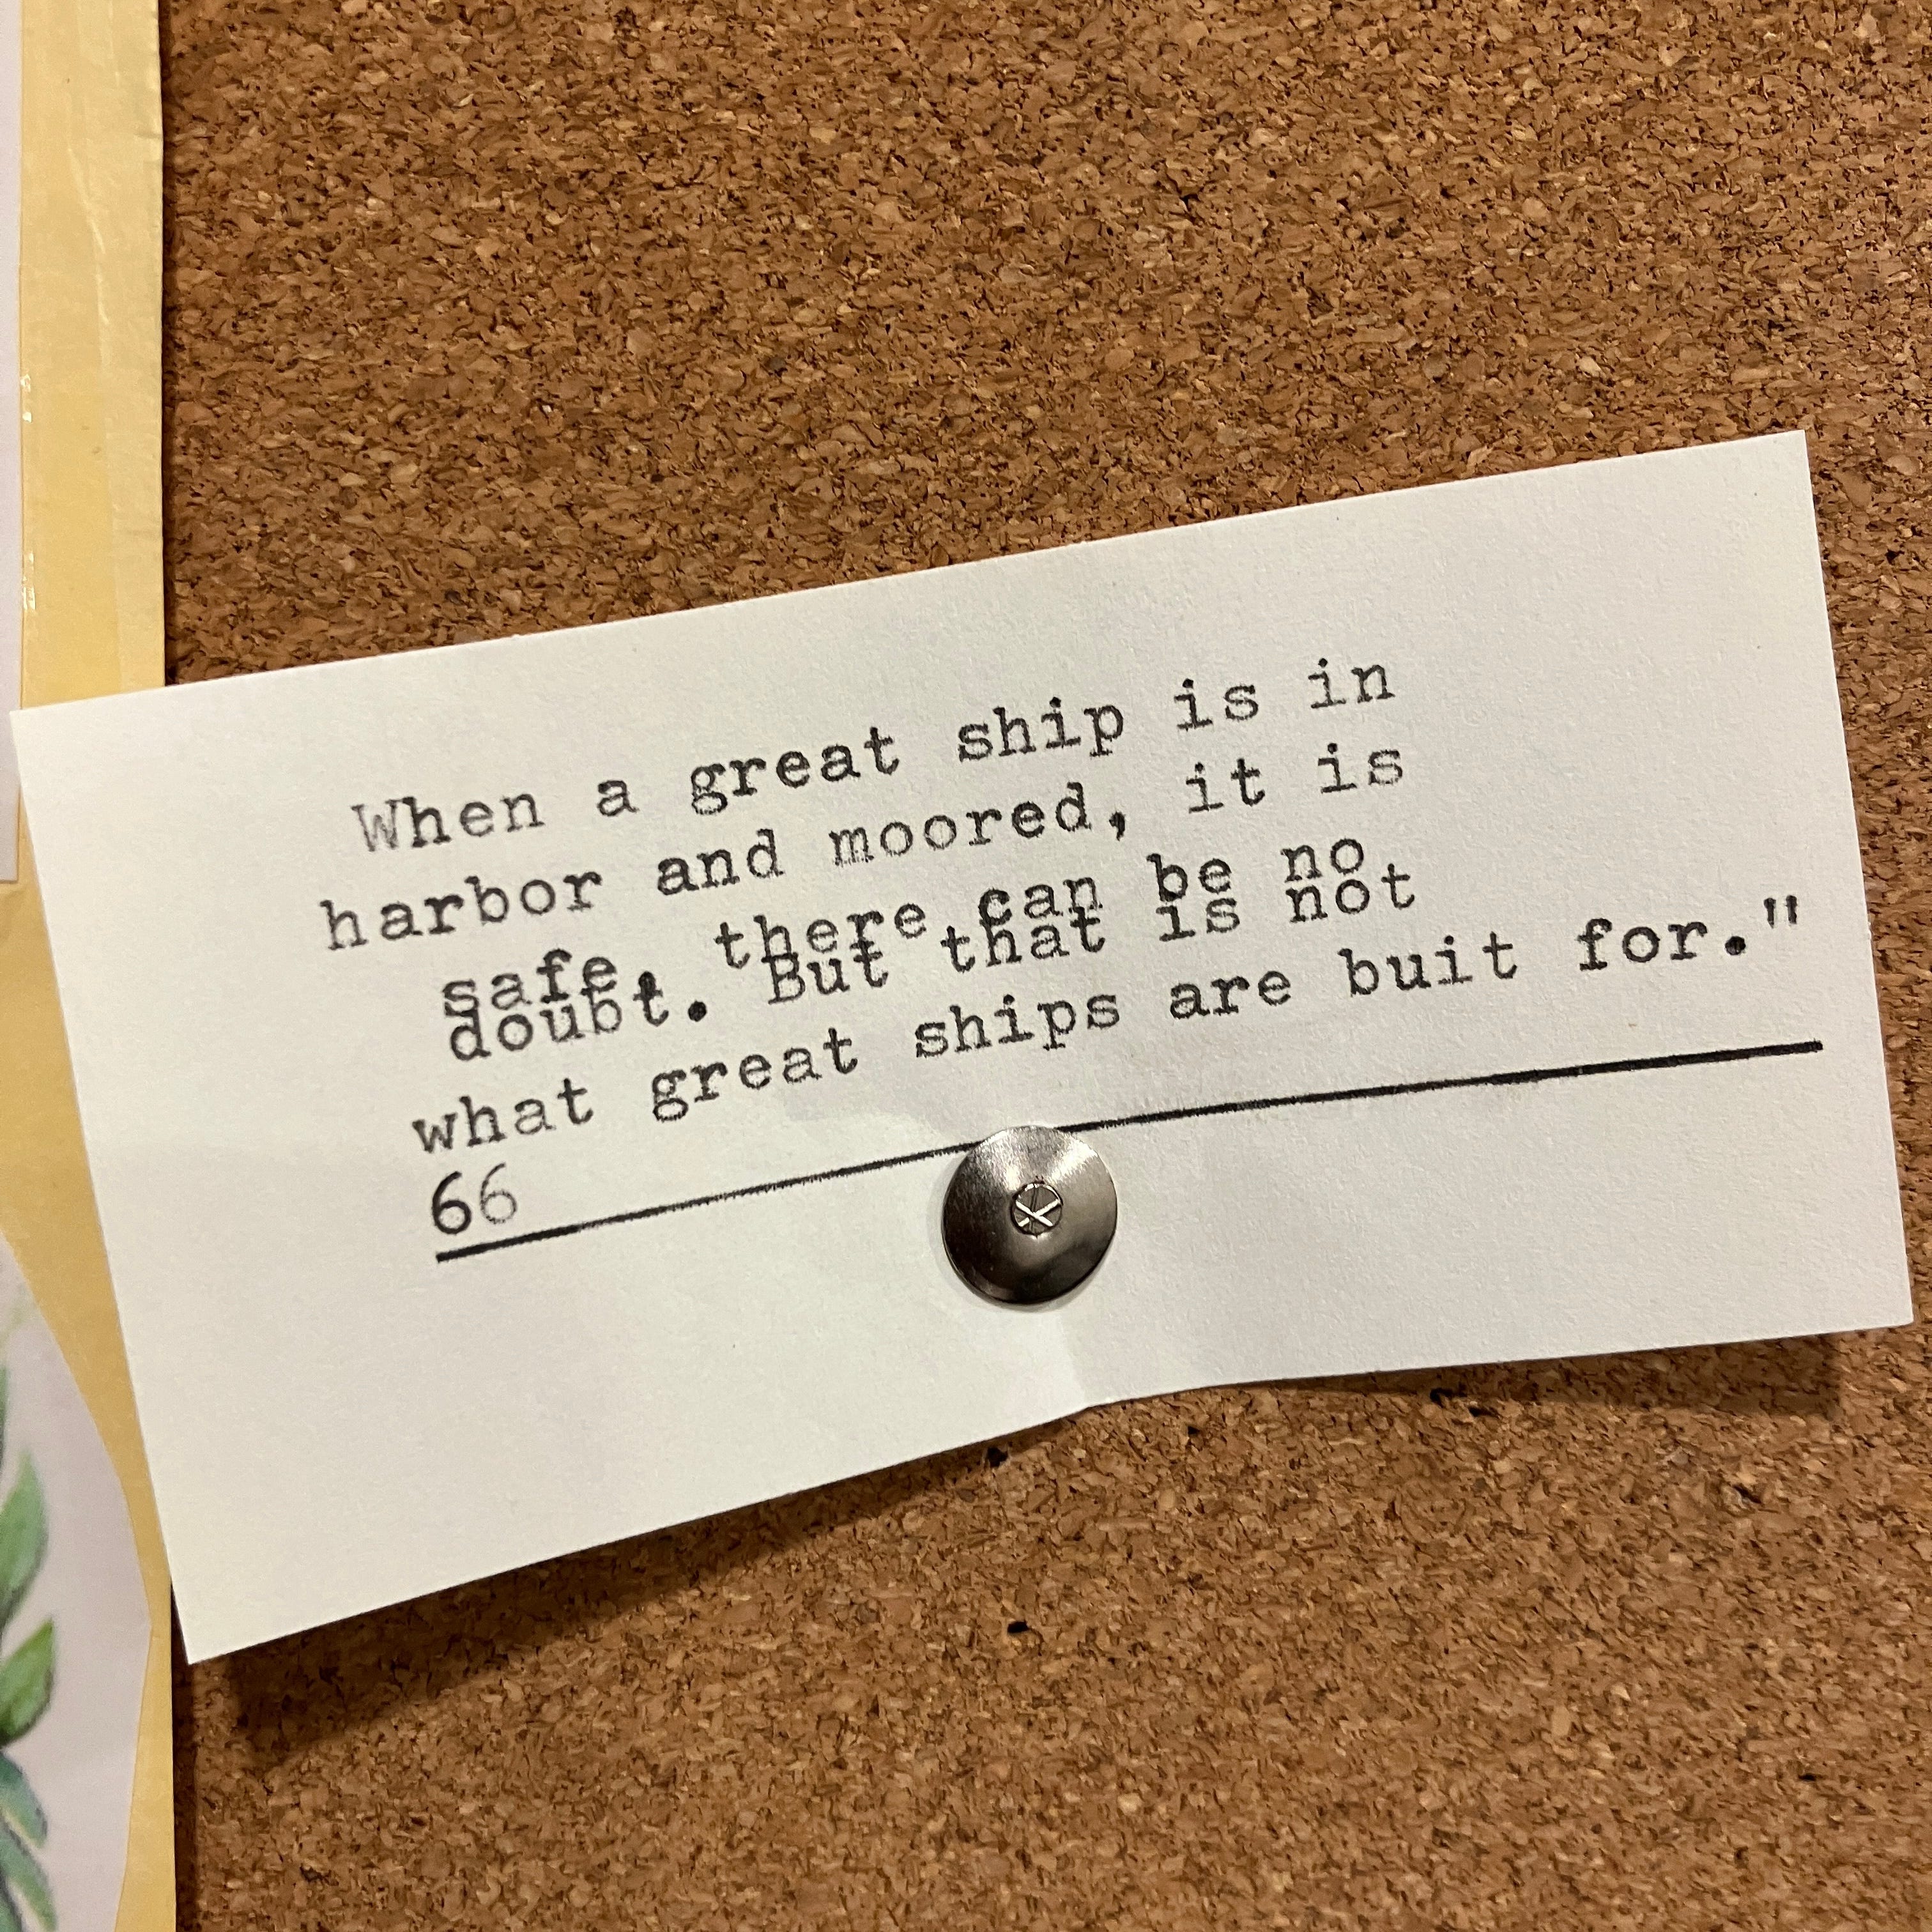 When a great ship is in
harbor and moored, it is
safe, there can be no
doubt. But that is not
what great ships are buit for."
66